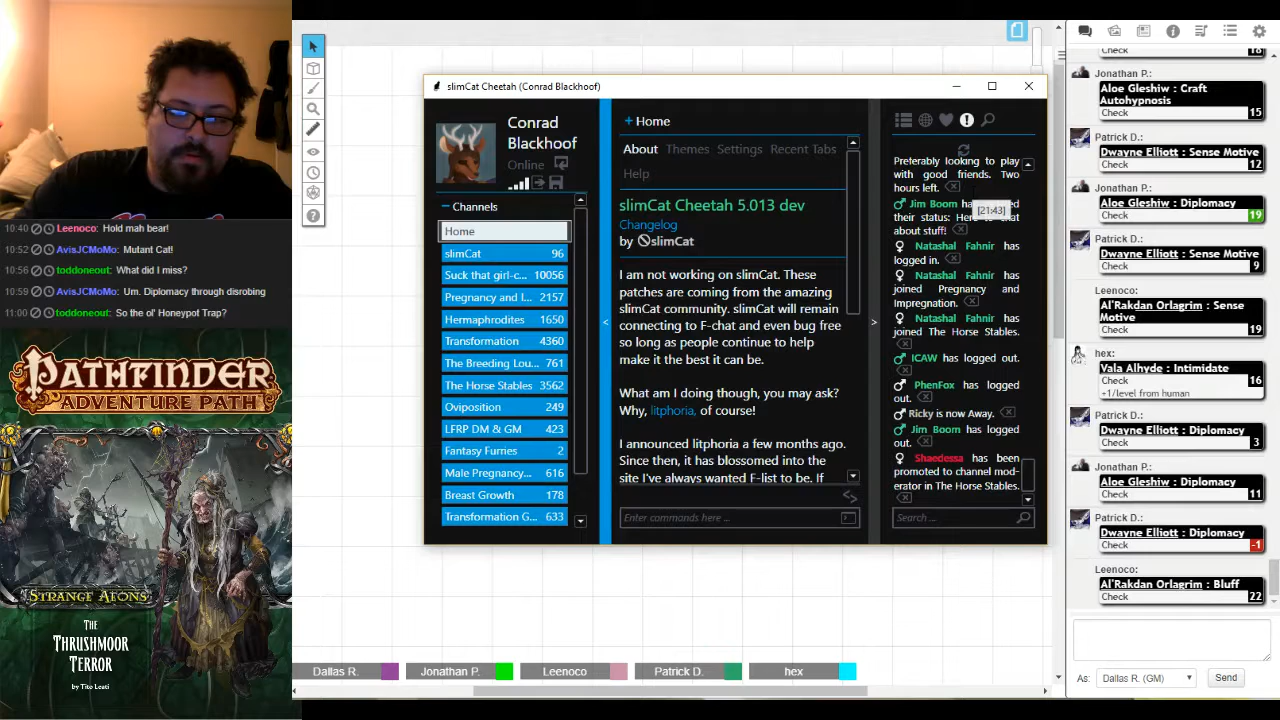 10:40 Leenoco: Hold mah bear!
10:52 AvisJCMoMo: Mutant Cat!
10:56 toddoneout: What did I miss?
10:59 AvisJCMoMo: Um. Diplomacy through disrobing
11:00 toddoneout: So the ol' Honeypot Trap?
PATHFINDER
ADVENTURE PATH
STRANGE AEONS
THE
THRUSHMOOR
TERROR
by Tito Leati
slimCat Cheetah (Conrad Blackhoof)
Conrad
Blackhoof
Online
Channels
Home
slimCat 96
Suck that girl-c... 10056
Pregnancy and I... 2157
Hermaphrodites 1650
Transformation 4360
The Breeding Lou... 761
The Horse Stables 3562
Oviposition 249
LFRP DM & GM 423
Fantasy Furries 2
Male Pregnancy... 616
Breast Growth 178
Transformation G... 633
+ Home
About Themes Settings Recent Tabs
Help
slimCat Cheetah 5.013 dev
Changelog
by slimCat
I am not working on slimCat. These
patches are coming from the amazing
slimCat community. slimCat will remain
connecting to F-chat and even bug free
so long as people continue to help
make it the best it can be.
What am I doing though, you may ask?
Why, litphoria, of course!
I announced litphoria a few months ago.
Since then, it has blossomed into the
site I've always wanted F-list to be. If
Enter commands here ...
Preferably looking to play
with good friends. Two
hours left.
Jim Boom
their status:
about stuff!
[21:43]
Natashal Fahnir has
logged in.
Natashal Fahnir has
joined Pregnancy and
Impregnation.
Natashal Fahnir has
joined The Horse Stables.
ICAW has logged out.
PhenFox has logged
out.
Ricky is now Away.
Jim Boom has logged
out.
Shaedessa has been
promoted to channel mod-
erator in The Horse Stables.
Search ...
Check 18
Jonathan P.:
Aloe Gleshiw : Craft
Autohypnosis
Check 15
Patrick D.:
Dwayne Elliott : Sense Motive
Check 12
Jonathan P.:
Aloe Gleshiw : Diplomacy
Check 19
Patrick D.:
Dwayne Elliott : Sense Motive
Check 9
Leenoco:
Al'Rakdan Orlagrim : Sense
Motive
Check 19
hex:
Vala Alhyde : Intimidate
Check 16
+1/level from human
Patrick D.:
Dwayne Elliott : Diplomacy
Check 3
Jonathan P.:
Aloe Gleshiw : Diplomacy
Check 11
Patrick D.:
Dwayne Elliott : Diplomacy
Check -1
Leenoco:
Al'Rakdan Orlagrim : Bluff
Check 22
As: Dallas R. (GM) Send
Dallas R. Jonathan P. Leenoco Patrick D. hex